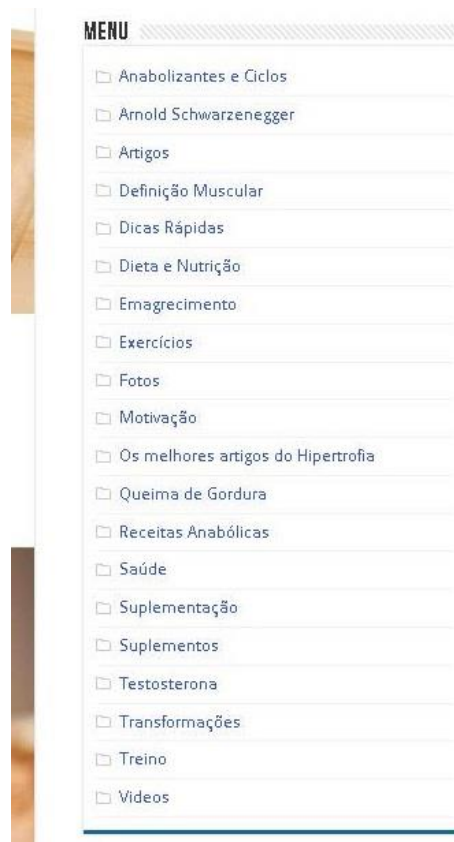 MENU
Anabolizantes e Ciclos
Arnold Schwarzenegger
Artigos
Definição Muscular
Dicas Rápidas
Dieta e Nutrição
Emagrecimento
Exercícios
Fotos
Motivação
Os melhores artigos do Hipertrofia
Queima de Gordura
Receitas Anabólicas
Saúde
Suplementação
Suplementos
Testosterona
Transformações
Treino
Videos